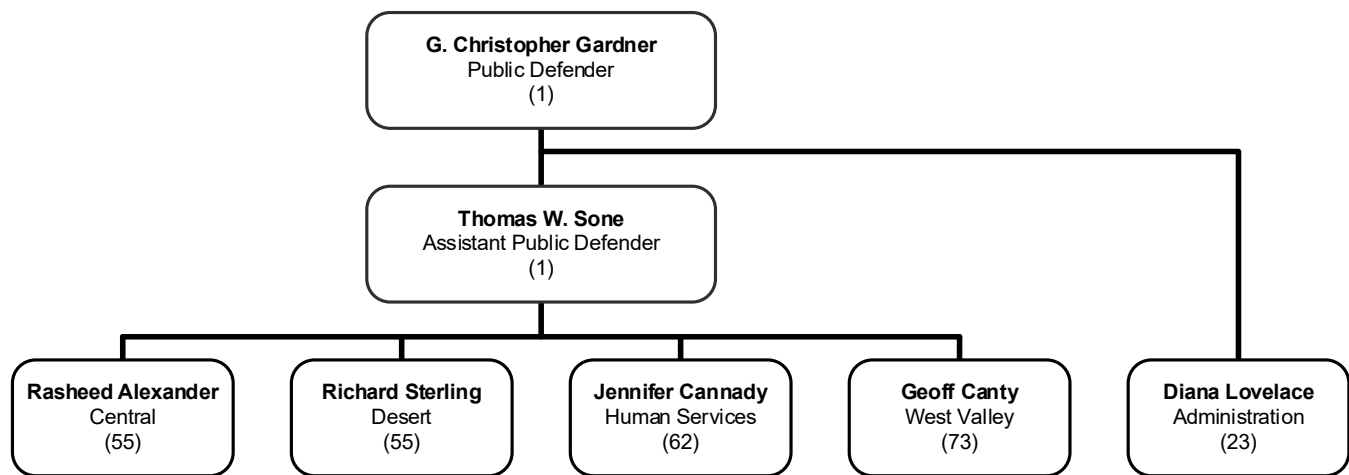 G. Christopher Gardner
Public Defender
(1)
Thomas W. Sone
Assistant Public Defender
(1)
Rasheed Alexander
Central
(55)
Richard Sterling
Desert
(55)
Jennifer Cannady
Human Services
(62)
Geoff Canty
West Valley
(73)
Diana Lovelace
Administration
(23)